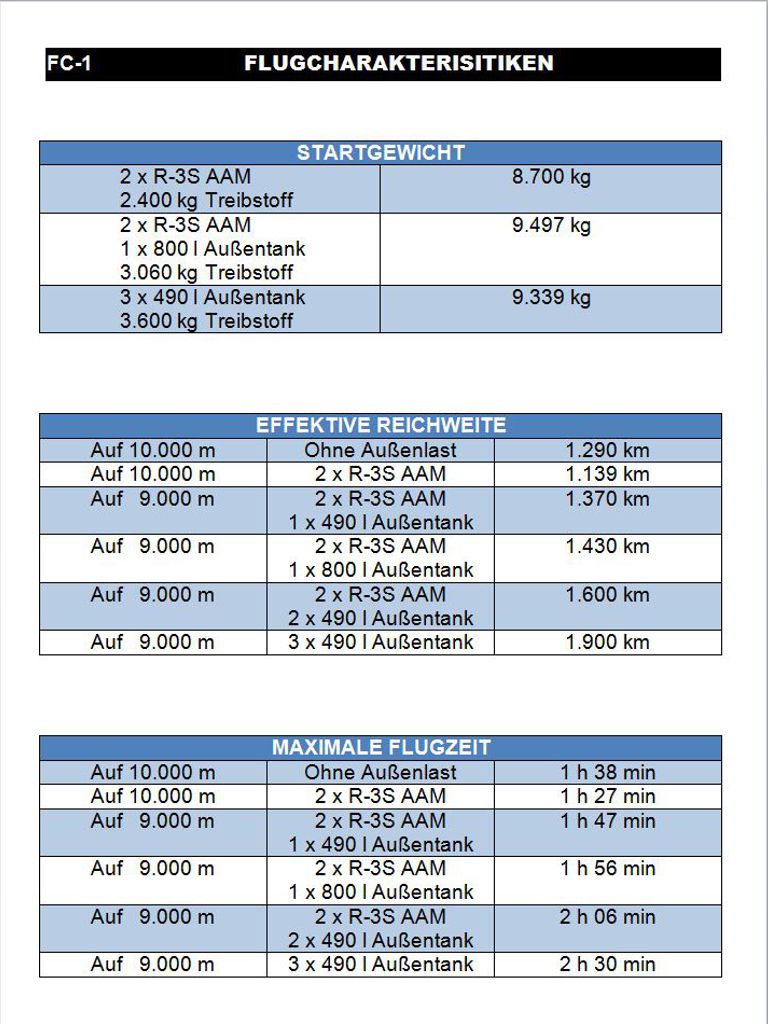 FC-1 FLUGCHARAKTERISITIKEN
STARTGEWICHT
2 x R-3S AAM 8.700 kg
2.400 kg Treibstoff
2 x R-3S AAM 9.497 kg
1 x 800 l Außentank
3.060 kg Treibstoff
3 x 490 l Außentank 9.339 kg
3.600 kg Treibstoff
EFFEKTIVE REICHWEITE
Auf 10.000 m Ohne Außenlast 1.290 km
Auf 10.000 m 2 x R-3S AAM 1.139 km
Auf 9.000 m 2 x R-3S AAM 1.370 km
1 x 490 l Außentank
Auf 9.000 m 2 x R-3S AAM 1.430 km
1 x 800 l Außentank
Auf 9.000 m 2 x R-3S AAM 1.600 km
2 x 490 l Außentank
Auf 9.000 m 3 x 490 l Außentank 1.900 km
MAXIMALE FLUGZEIT
Auf 10.000 m Ohne Außenlast 1 h 38 min
Auf 10.000 m 2 x R-3S AAM 1 h 27 min
Auf 9.000 m 2 x R-3S AAM 1 h 47 min
1 x 490 l Außentank
Auf 9.000 m 2 x R-3S AAM 1 h 56 min
1 x 800 l Außentank
Auf 9.000 m 2 x R-3S AAM 2 h 06 min
2 x 490 l Außentank
Auf 9.000 m 3 x 490 l Außentank 2 h 30 min